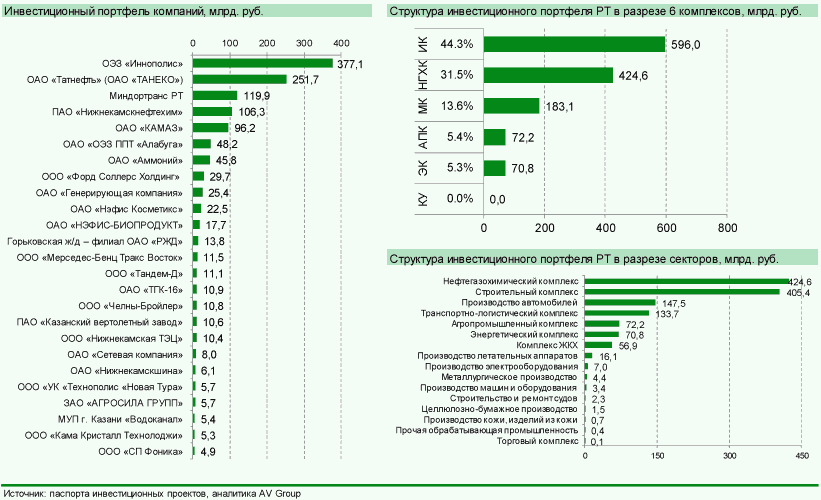 Инвестиционный портфель компаний, млрд. руб.
0 100 200 300 400
ОЭЗ «Иннополис» 377,1
ОАО «Татнефть» (ОАО «ТАНЕКО») 251,7
Миндортранс РТ 119,9
ПАО «Нижнекамскнефтехим» 106,3
ОАО «КАМАЗ» 96,2
ОАО «ОЭЗ ППТ «Алабуга» 48,2
ОАО «Аммоний» 45,8
ООО «Форд Соллерс Холдинг» 29,7
ОАО «Генерирующая компания» 25,4
ОАО «Нэфис Косметикс» 22,5
ОАО «НЭФИС-БИОПРОДУКТ» 17,7
Горьковская ж/д – филиал ОАО «РЖД» 13,8
ООО «Мерседес-Бенц Тракс Восток» 11,5
ООО «Тандем-Д» 11,1
ОАО «ТГК-16» 10,9
ООО «Челны-Бройлер» 10,8
ПАО «Казанский вертолетный завод» 10,6
ООО «Нижнекамская ТЭЦ» 10,4
ОАО «Сетевая компания» 8,0
ОАО «Нижнекамскшина» 6,1
ООО «УК «Технополис «Новая Тура» 5,7
ЗАО «АГРОСИЛА ГРУПП» 5,7
МУП г. Казани «Водоканал» 5,4
ООО «Кама Кристалл Технолоджи» 5,3
ООО «СП Фоника» 4,9
Структура инвестиционного портфеля РТ в разрезе 6 комплексов, млрд. руб.
ИК 44.3% 596,0
НГХК 31.5% 424,6
МК 13.6% 183,1
АПК 5.4% 72,2
ЭК 5.3% 70,8
КУ 0.0% 0,0
0 200 400 600 800
Структура инвестиционного портфеля РТ в разрезе секторов, млрд. руб.
Нефтегазохимический комплекс 424,6
Строительный комплекс 405,4
Производство автомобилей 147,5
Транспортно-логистический комплекс 133,7
Агропромышленный комплекс 72,2
Энергетический комплекс 70,8
Комплекс ЖКХ 56,9
Производство летательных аппаратов 16,1
Производство электрооборудования 7,0
Металлургическое производство 4,4
Производство машин и оборудования 3,4
Строительство и ремонт судов 2,3
Целлюлозно-бумажное производство 1,5
Производство кожи, изделий из кожи 0,7
Прочая обрабатывающая промышленность 0,4
Торговый комплекс 0,1
0 150 300 450
Источник: паспорта инвестиционных проектов, аналитика AV Group